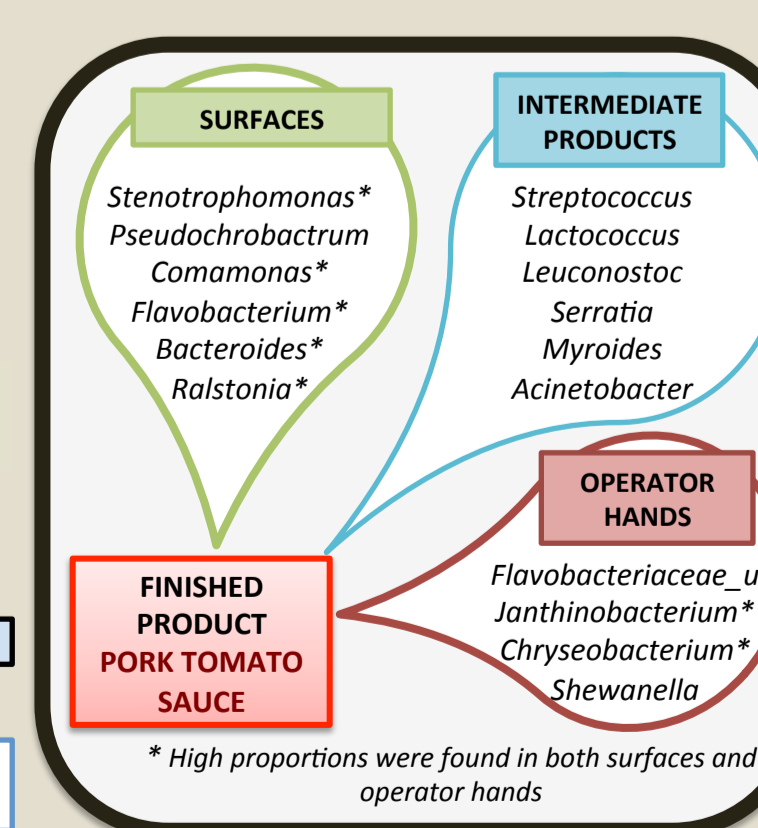 SURFACES
Stenotrophomonas*
Pseudochrobactrum
Comamonas*
Flavobacterium*
Bacteroides*
Ralstonia*
INTERMEDIATE
PRODUCTS
Streptococcus
Lactococcus
Leuconostoc
Serratia
Myroides
Acinetobacter
OPERATOR
HANDS
Flavobacteriaceae_u
Janthinobacterium*
Chryseobacterium*
Shewanella
FINISHED
PRODUCT
PORK TOMATO
SAUCE
* High proportions were found in both surfaces and
operator hands